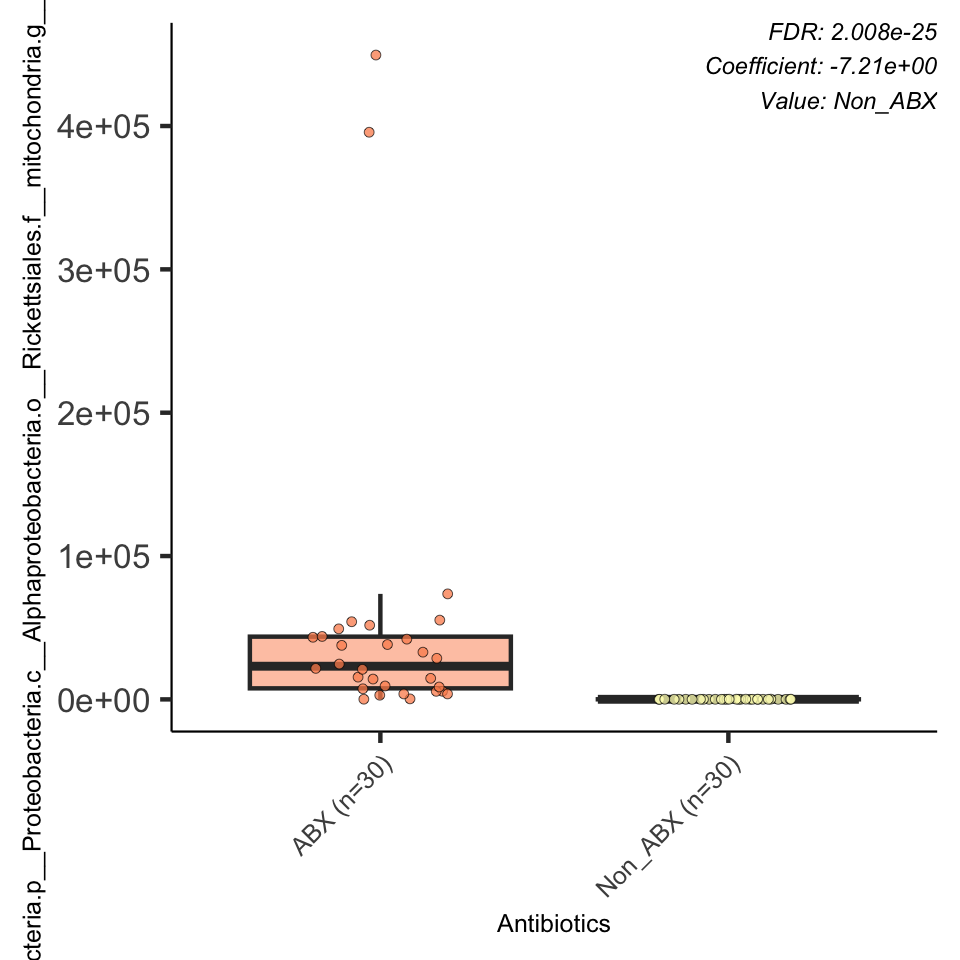 FDR: 2.008e-25
Coefficient: -7.21e+00
Value: Non_ABX
cteria.p__Proteobacteria.c__Alphaproteobacteria.o__Rickettsiales.f__mitochondria.g__
4e+05
3e+05
2e+05
1e+05
0e+00
ABX (n=30)
Non_ABX (n=30)
Antibiotics